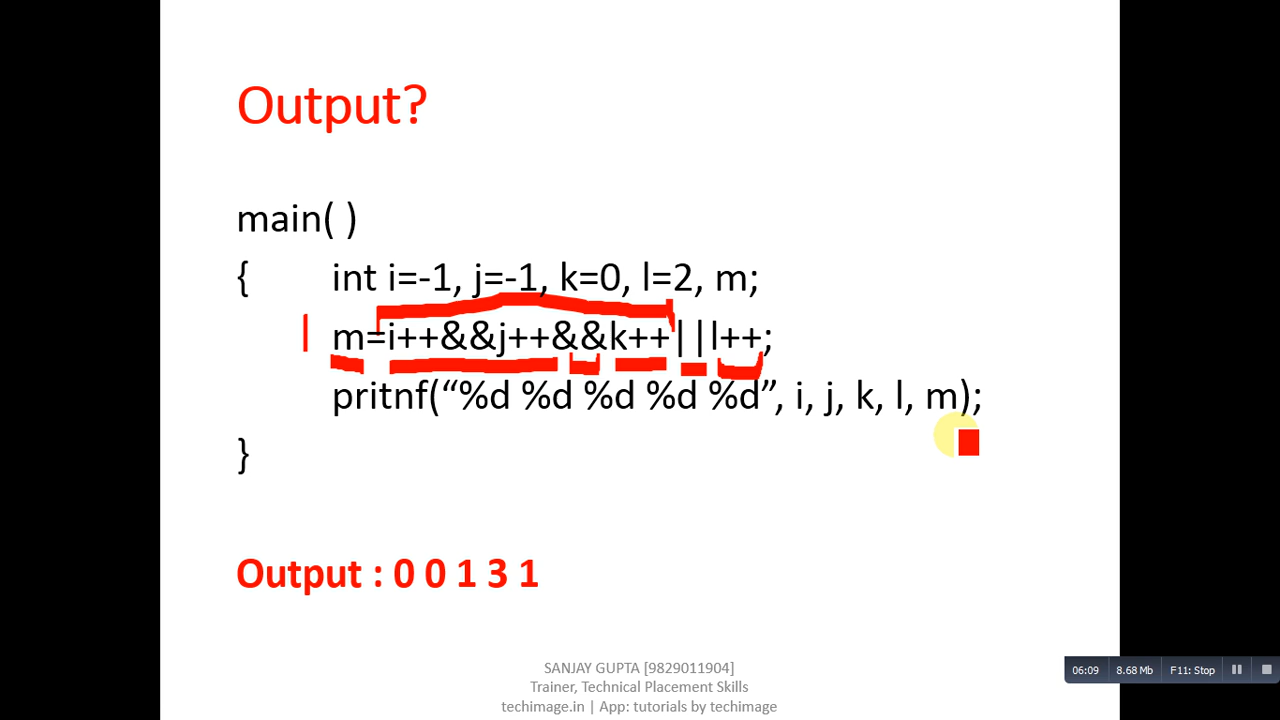 Output?
main( )
{ int i=-1, j=-1, k=0, l=2, m;
m=i++&&j++&&k++||l++;
pritnf(“%d %d %d %d %d”, i, j, k, l, m);
}
Output : 0 0 1 3 1
SANJAY GUPTA [9829011904]
Trainer, Technical Placement Skills
techimage.in | App: tutorials by techimage
06:09 8.68 Mb F11: Stop